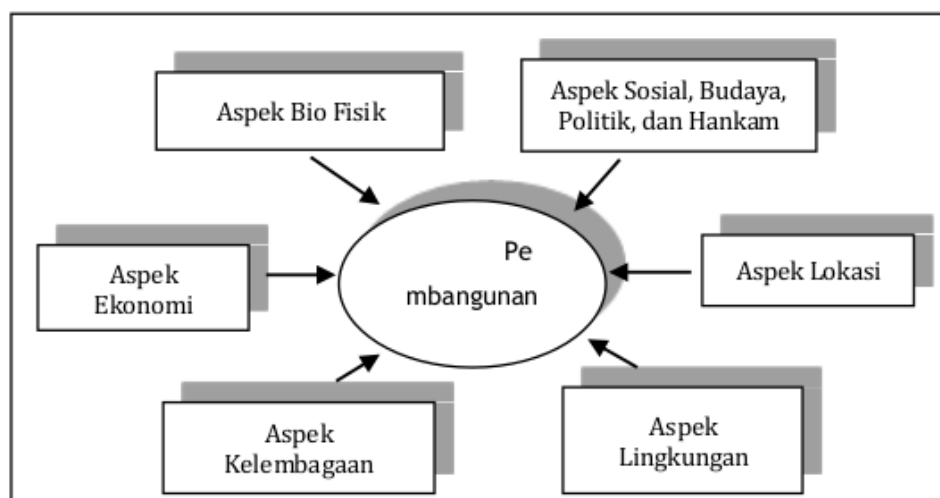 Aspek Bio Fisik
Aspek Sosial, Budaya,
Politik, dan Hankam
Aspek
Ekonomi
Pe
mbangunan
Aspek Lokasi
Aspek
Kelembagaan
Aspek
Lingkungan